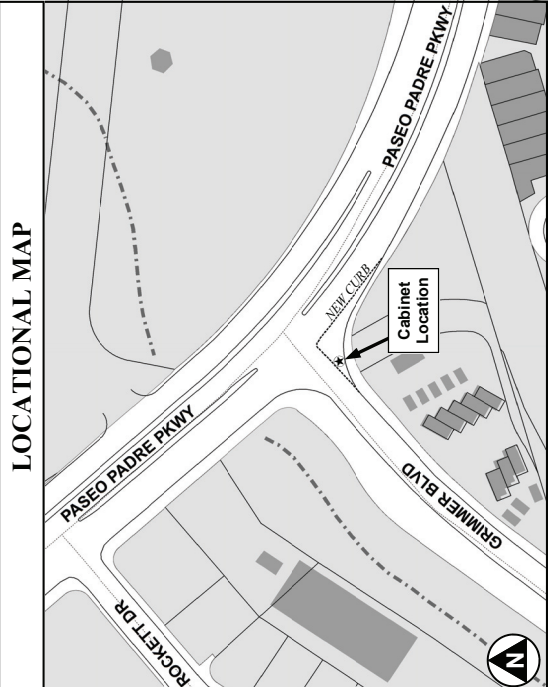 LOCATIONAL MAP
PASEO PADRE PKWY
PASEO PADRE PKWY
NEW CURB
Cabinet
Location
GRIMMER BLVD
ROCKETT DR
N